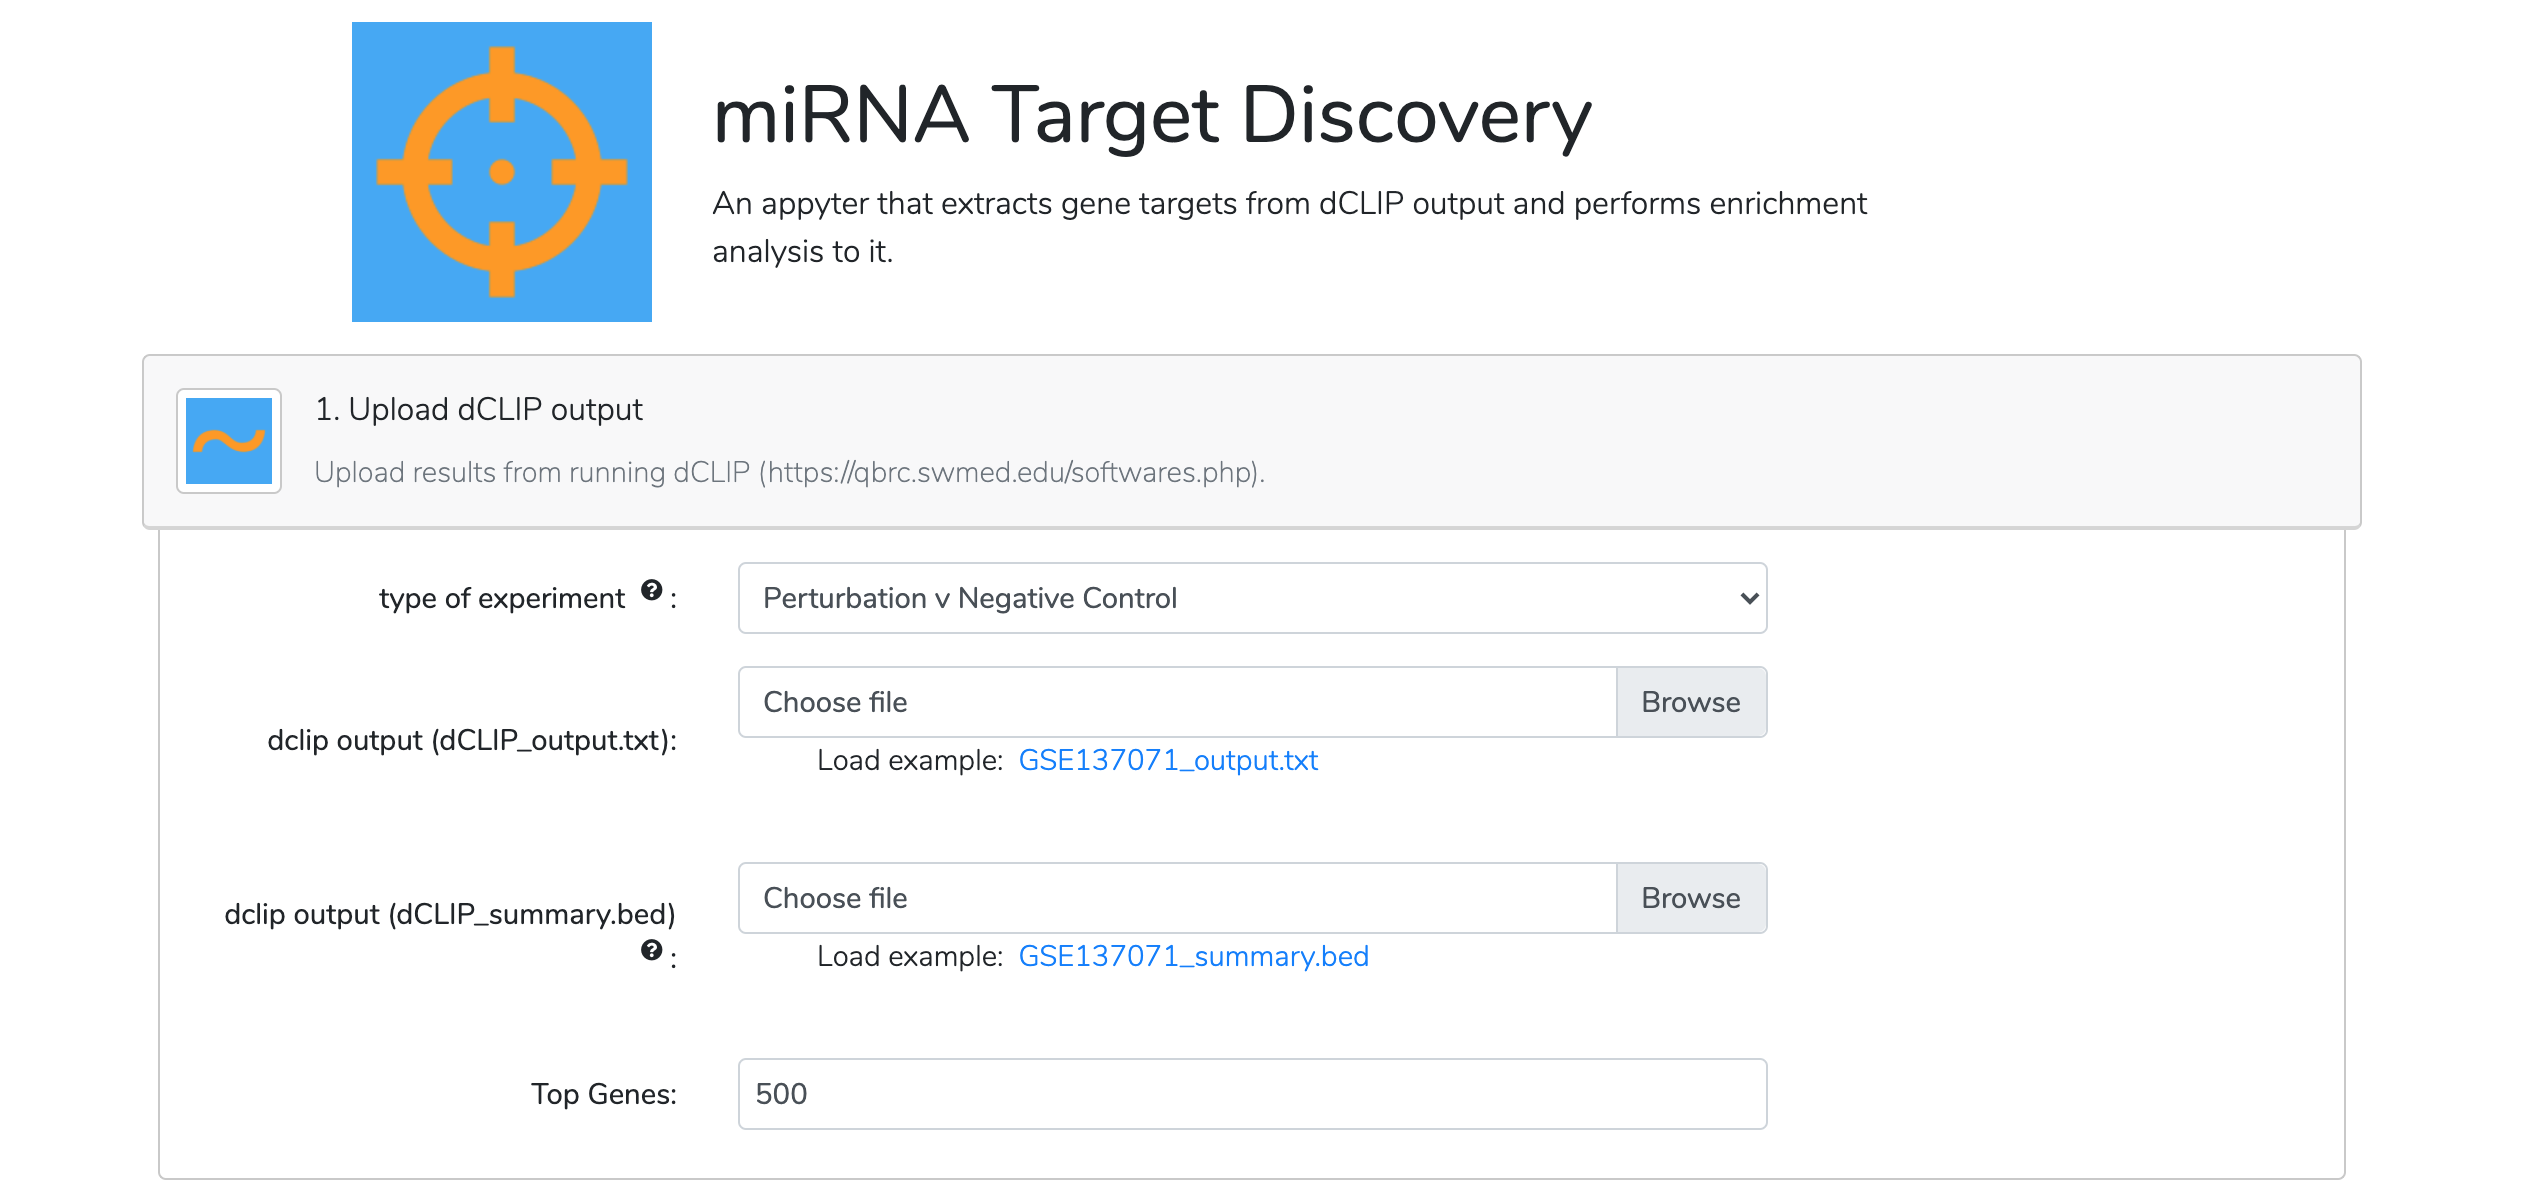 miRNA Target Discovery
An appyter that extracts gene targets from dCLIP output and performs enrichment
analysis to it.
1. Upload dCLIP output
Upload results from running dCLIP (https://qbrc.swmed.edu/softwares.php).
type of experiment ? :
Perturbation v Negative Control
dclip output (dCLIP_output.txt):
Choose file
Browse
Load example: GSE137071_output.txt
dclip output (dCLIP_summary.bed)
? :
Choose file
Browse
Load example: GSE137071_summary.bed
Top Genes:
500